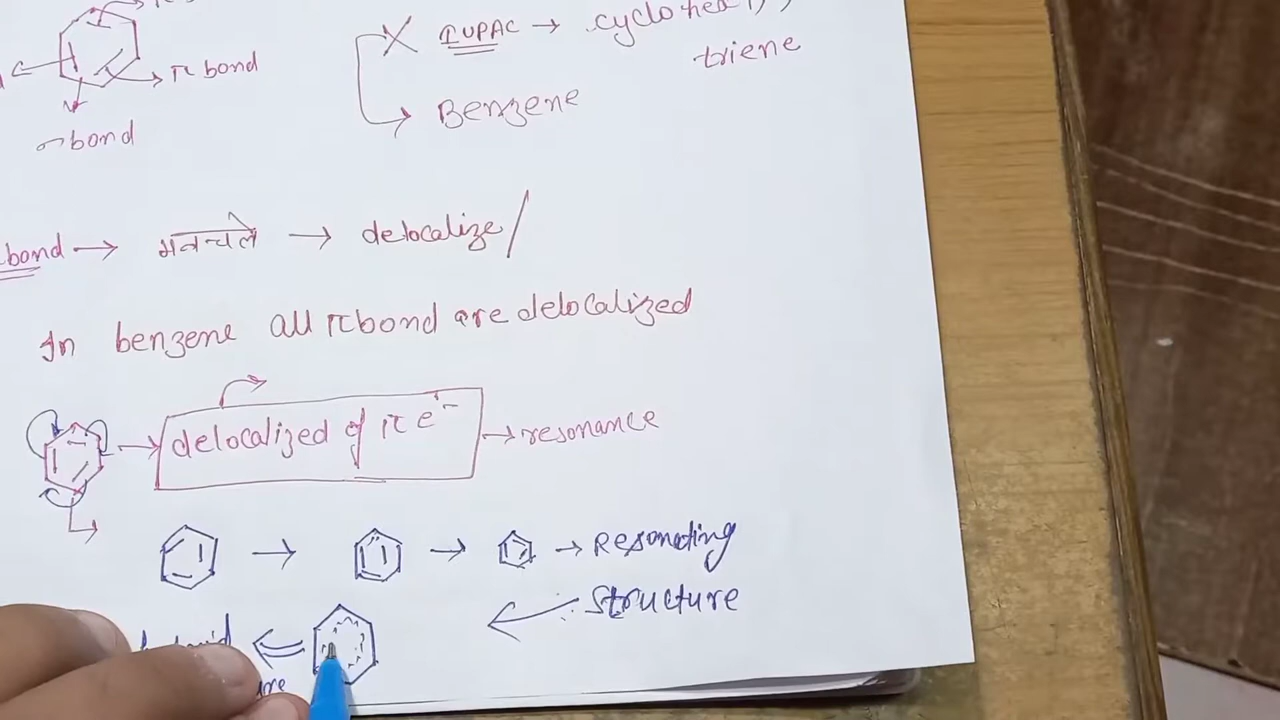 IUPAC →
triene
π bond
Benzene
σ bond
bond → मनचले → delocalize/
In benzene all π bond are delocalized
delocalized of π e⁻ → resonance
→ → → Resonating
Structure